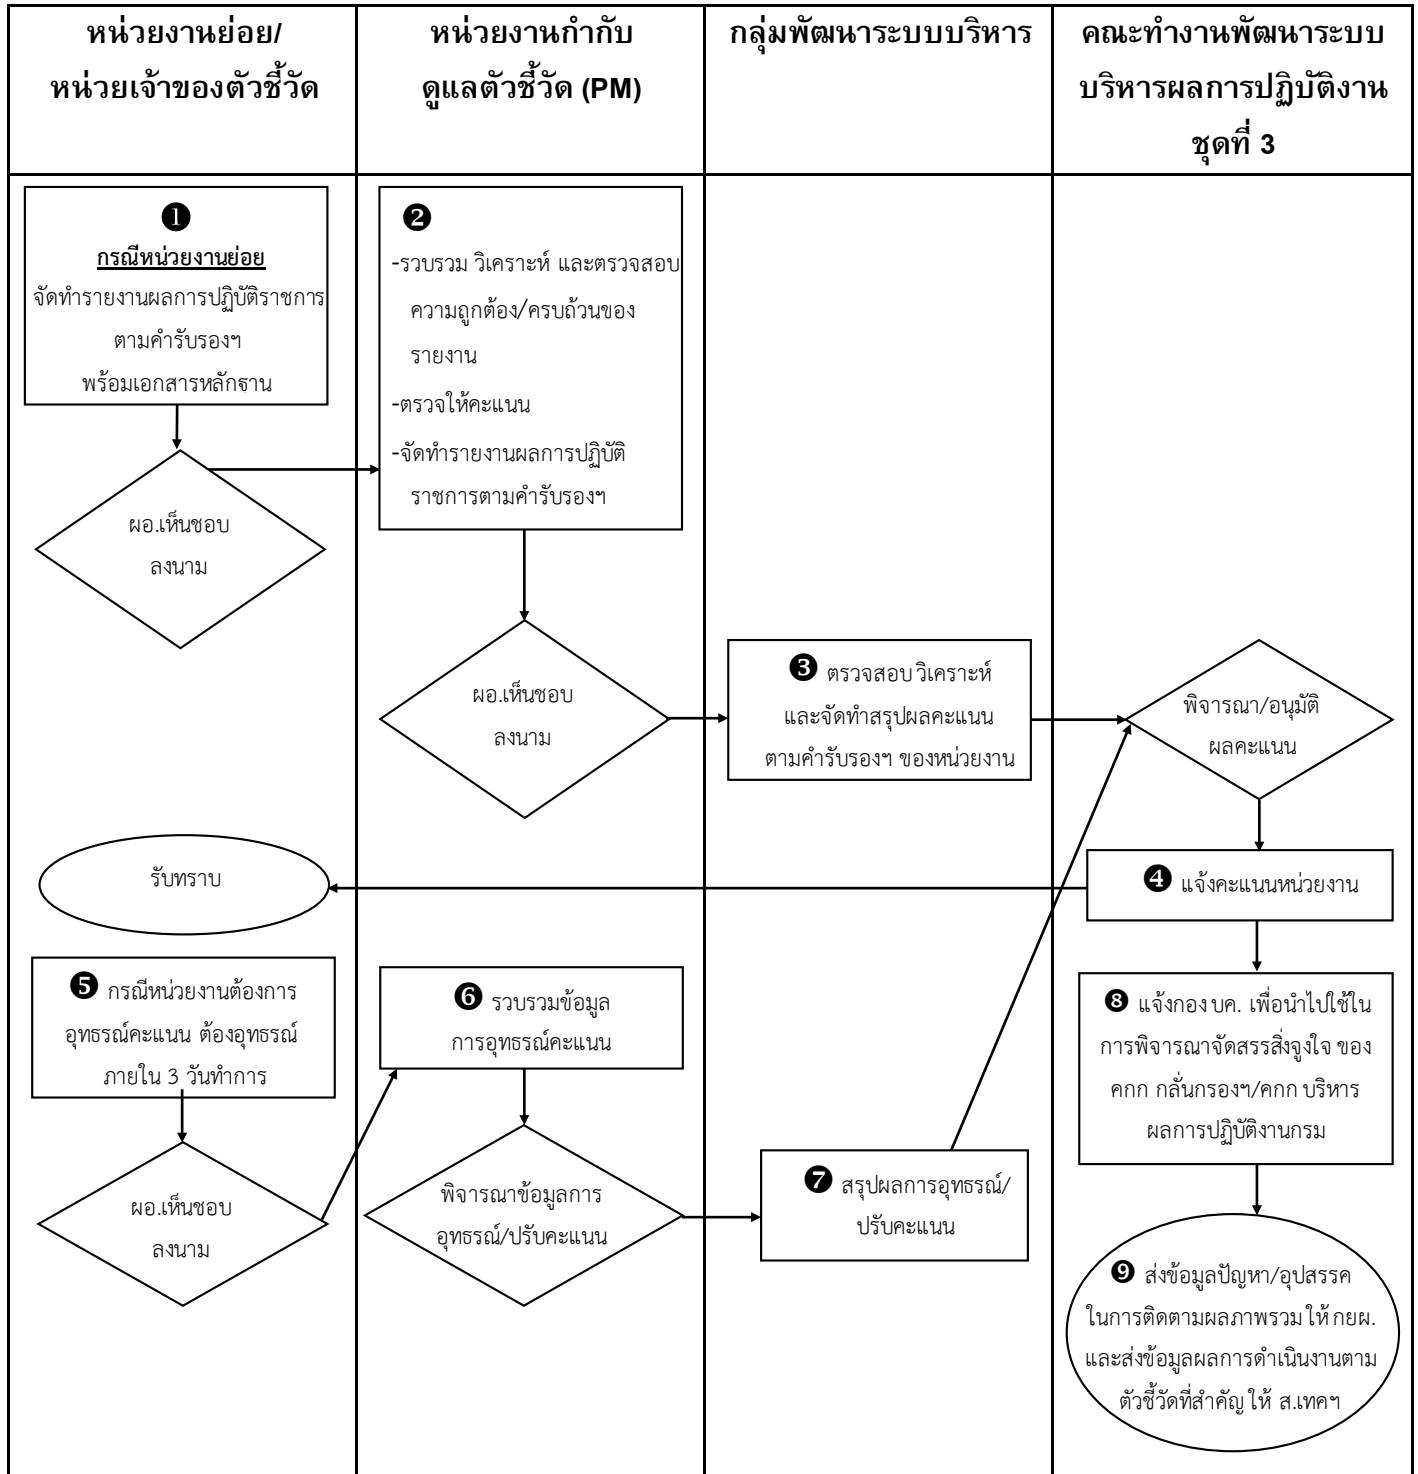 หน่วยงานย่อย/
หน่วยเจ้าของตัวชี้วัด
หน่วยงานกำกับ
ดูแลตัวชี้วัด (PM)
กลุ่มพัฒนาระบบบริหาร
คณะทำงานพัฒนาระบบ
บริหารผลการปฏิบัติงาน
ชุดที่ 3
❶
กรณีหน่วยงานย่อย
จัดทำรายงานผลการปฏิบัติราชการ
ตามคำรับรองฯ
พร้อมเอกสารหลักฐาน
ผอ.เห็นชอบ
ลงนาม
❷
-รวบรวม วิเคราะห์ และตรวจสอบ
ความถูกต้อง/ครบถ้วนของ
รายงาน
-ตรวจให้คะแนน
-จัดทำรายงานผลการปฏิบัติ
ราชการตามคำรับรองฯ
ผอ.เห็นชอบ
ลงนาม
❸ ตรวจสอบ วิเคราะห์
และจัดทำสรุปผลคะแนน
ตามคำรับรองฯ ของหน่วยงาน
พิจารณา/อนุมัติ
ผลคะแนน
❹ แจ้งคะแนนหน่วยงาน
รับทราบ
❺ กรณีหน่วยงานต้องการ
อุทธรณ์คะแนน ต้องอุทธรณ์
ภายใน 3 วันทำการ
ผอ.เห็นชอบ
ลงนาม
❻ รวบรวมข้อมูล
การอุทธรณ์คะแนน
พิจารณาข้อมูลการ
อุทธรณ์/ปรับคะแนน
❼ สรุปผลการอุทธรณ์/
ปรับคะแนน
❽ แจ้งกอง บค. เพื่อนำไปใช้ใน
การพิจารณาจัดสรรสิ่งจูงใจ ของ
คกก กลั่นกรองฯ/คกก บริหาร
ผลการปฏิบัติงานกรม
❾ ส่งข้อมูลปัญหา/อุปสรรค
ในการติดตามผลภาพรวม ให้ กยผ.
และส่งข้อมูลผลการดำเนินงานตาม
ตัวชี้วัดที่สำคัญ ให้ ส.เทคฯ